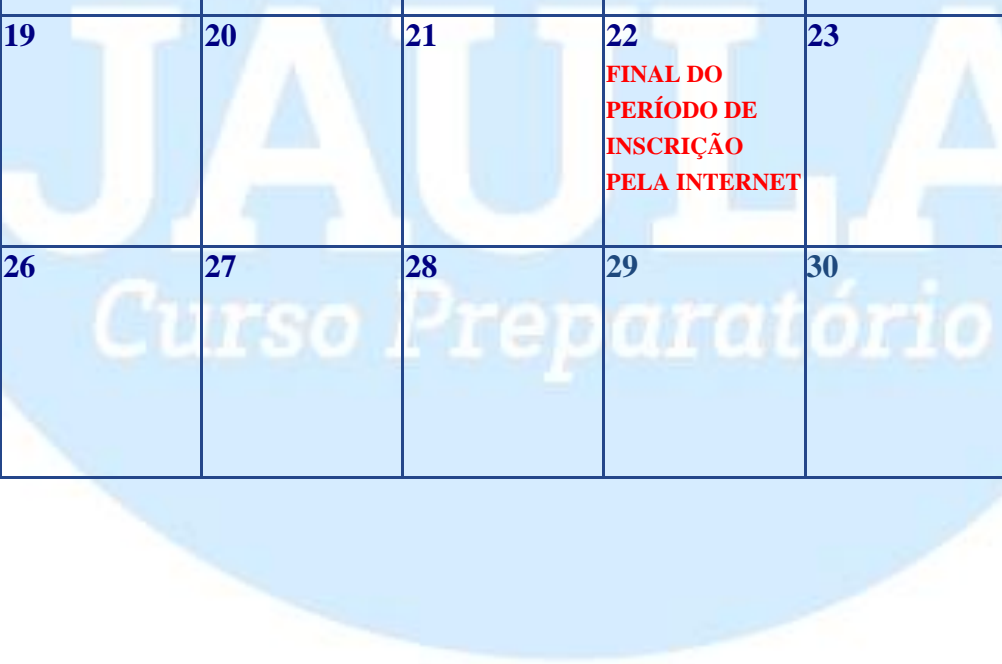 19 20 21 22 23
FINAL DO
PERÍODO DE
INSCRIÇÃO
PELA INTERNET
JAULA
26 27 28 29 30
Curso Preparatório